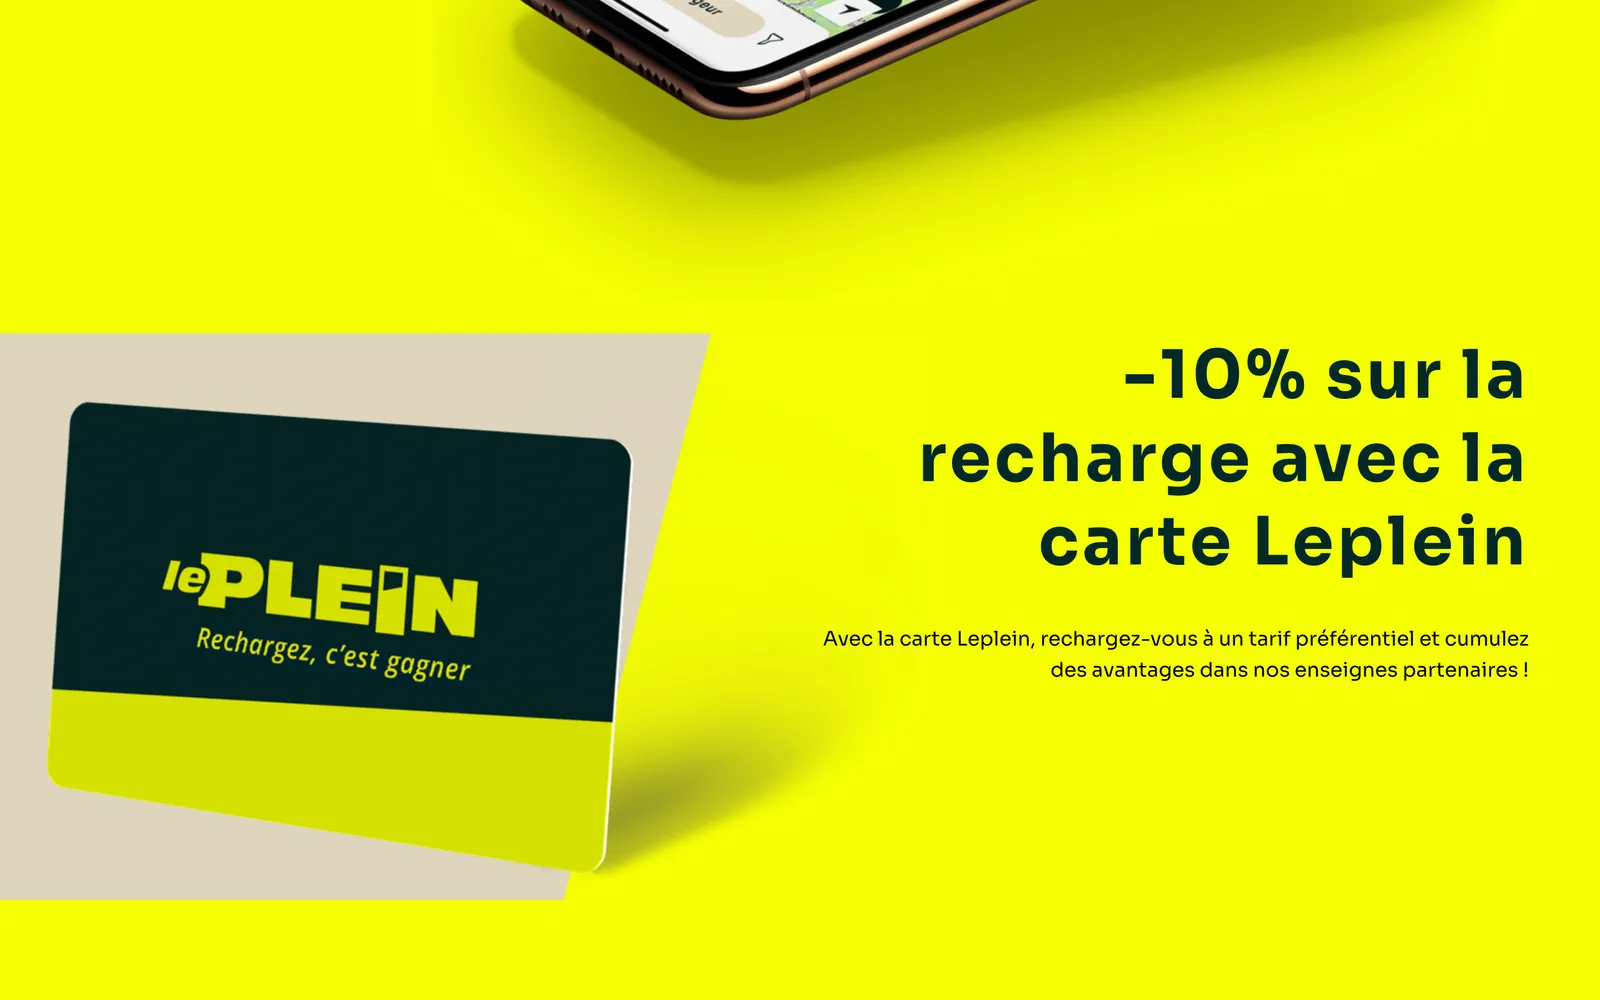 -10% sur la
recharge avec la
carte Leplein
Avec la carte Leplein, rechargez-vous à un tarif préférentiel et cumulez
des avantages dans nos enseignes partenaires !
lePLEiN
Rechargez, c'est gagner